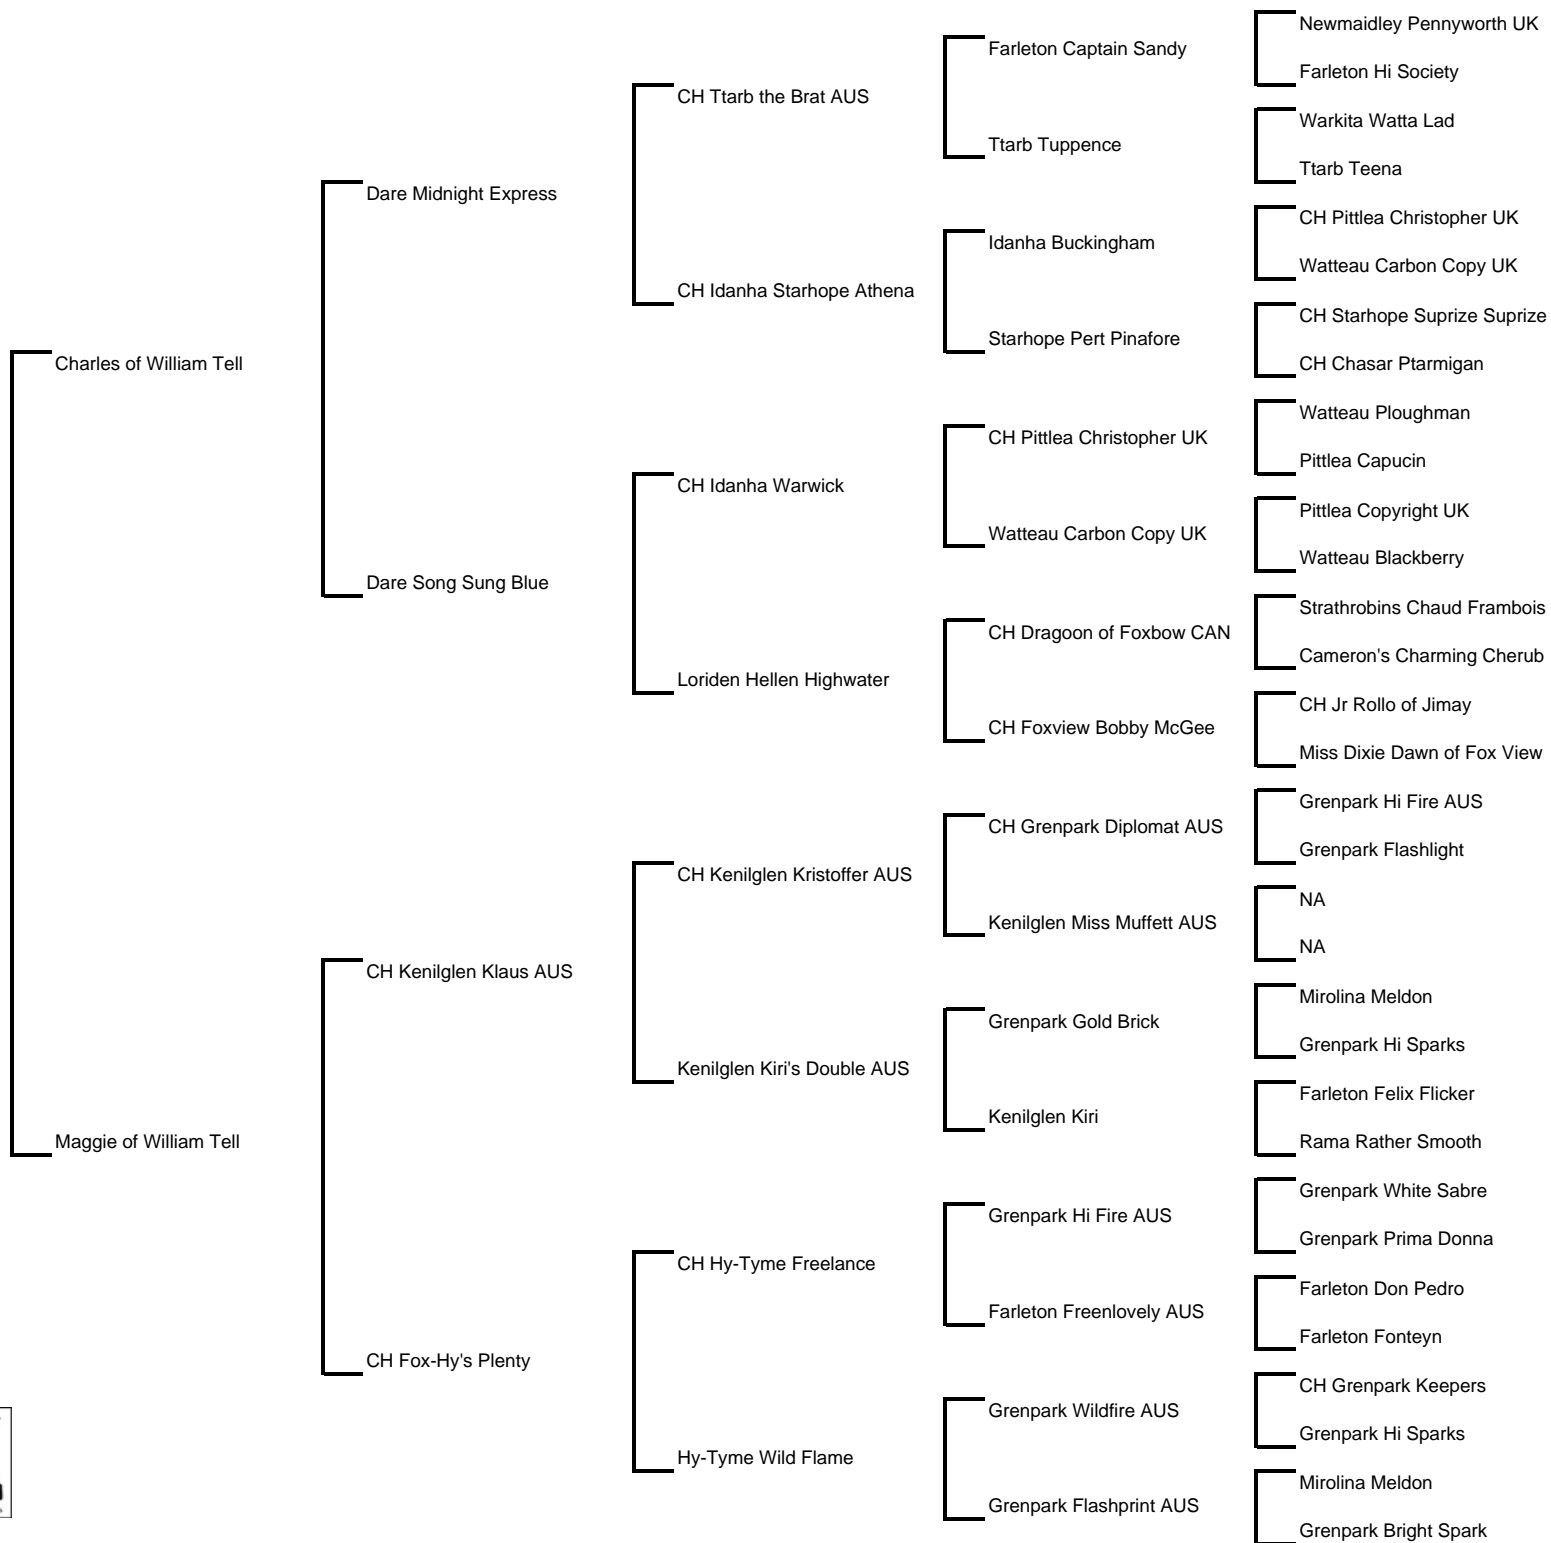 Newmaidley Pennyworth UK
Farleton Captain Sandy
Farleton Hi Society
CH Ttarb the Brat AUS
Warkita Watta Lad
Ttarb Tuppence
Ttarb Teena
Dare Midnight Express
CH Pittlea Christopher UK
Idanha Buckingham
Watteau Carbon Copy UK
CH Idanha Starhope Athena
CH Starhope Suprize Suprize
Starhope Pert Pinafore
CH Chasar Ptarmigan
Charles of William Tell
Watteau Ploughman
CH Pittlea Christopher UK
Pittlea Capucin
CH Idanha Warwick
Pittlea Copyright UK
Watteau Carbon Copy UK
Watteau Blackberry
Dare Song Sung Blue
Strathrobins Chaud Frambois
CH Dragoon of Foxbow CAN
Cameron's Charming Cherub
Loriden Hellen Highwater
CH Jr Rollo of Jimay
CH Foxview Bobby McGee
Miss Dixie Dawn of Fox View
Grenpark Hi Fire AUS
CH Grenpark Diplomat AUS
Grenpark Flashlight
CH Kenilglen Kristoffer AUS
NA
Kenilglen Miss Muffett AUS
NA
CH Kenilglen Klaus AUS
Mirolina Meldon
Grenpark Gold Brick
Grenpark Hi Sparks
Kenilglen Kiri's Double AUS
Farleton Felix Flicker
Kenilglen Kiri
Rama Rather Smooth
Maggie of William Tell
Grenpark White Sabre
Grenpark Hi Fire AUS
Grenpark Prima Donna
CH Hy-Tyme Freelance
Farleton Don Pedro
Farleton Freenlovely AUS
Farleton Fonteyn
CH Fox-Hy's Plenty
CH Grenpark Keepers
Grenpark Wildfire AUS
Grenpark Hi Sparks
Hy-Tyme Wild Flame
Mirolina Meldon
Grenpark Flashprint AUS
Grenpark Bright Spark